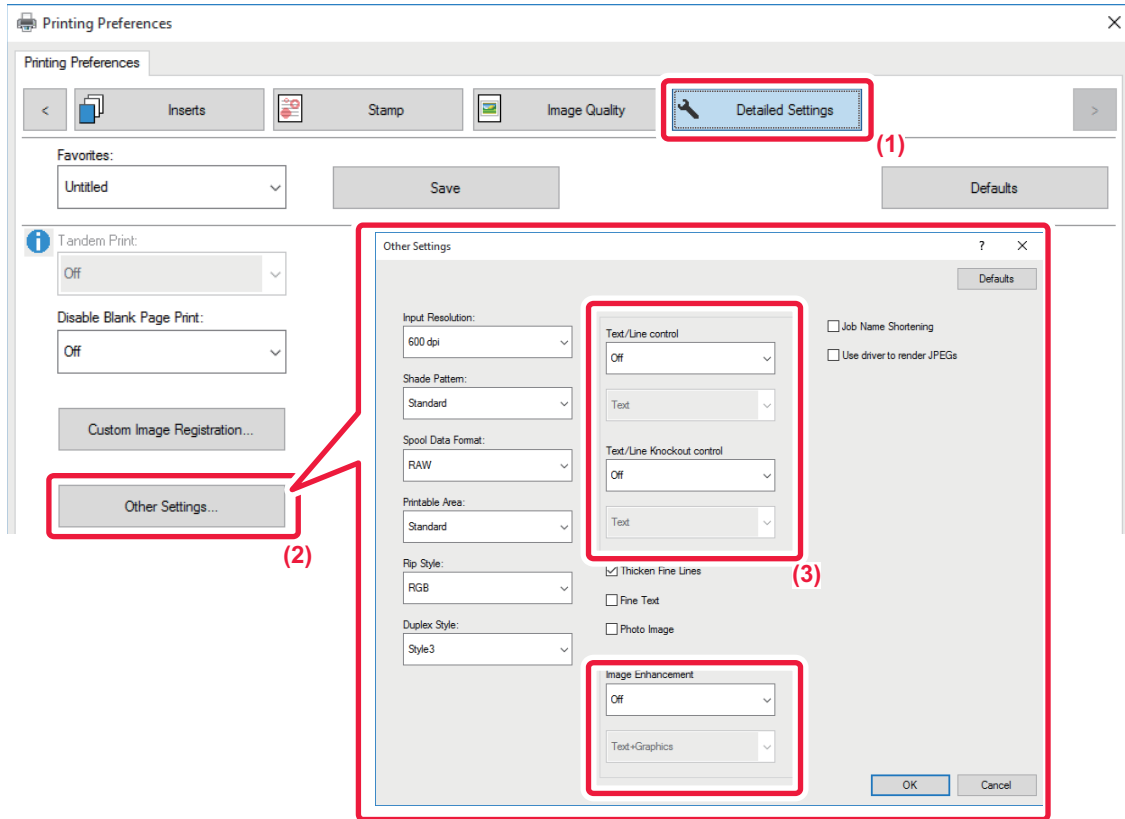 Printing Preferences
Printing Preferences
<
Inserts
Stamp
Image Quality
Detailed Settings
>
(1)
Favorites:
Untitled
Save
Defaults
Tandem Print:
Off
Disable Blank Page Print:
Off
Custom Image Registration...
Other Settings...
(2)
Other Settings
?
Defaults
Input Resolution:
600 dpi
Shade Pattern:
Standard
Spool Data Format:
RAW
Printable Area:
Standard
Rip Style:
RGB
Duplex Style:
Style3
Text/Line control
Off
Text
Text/Line Knockout control
Off
Text
(3)
Thicken Fine Lines
Fine Text
Photo Image
Image Enhancement
Off
Text+Graphics
Job Name Shortening
Use driver to render JPEGs
OK
Cancel